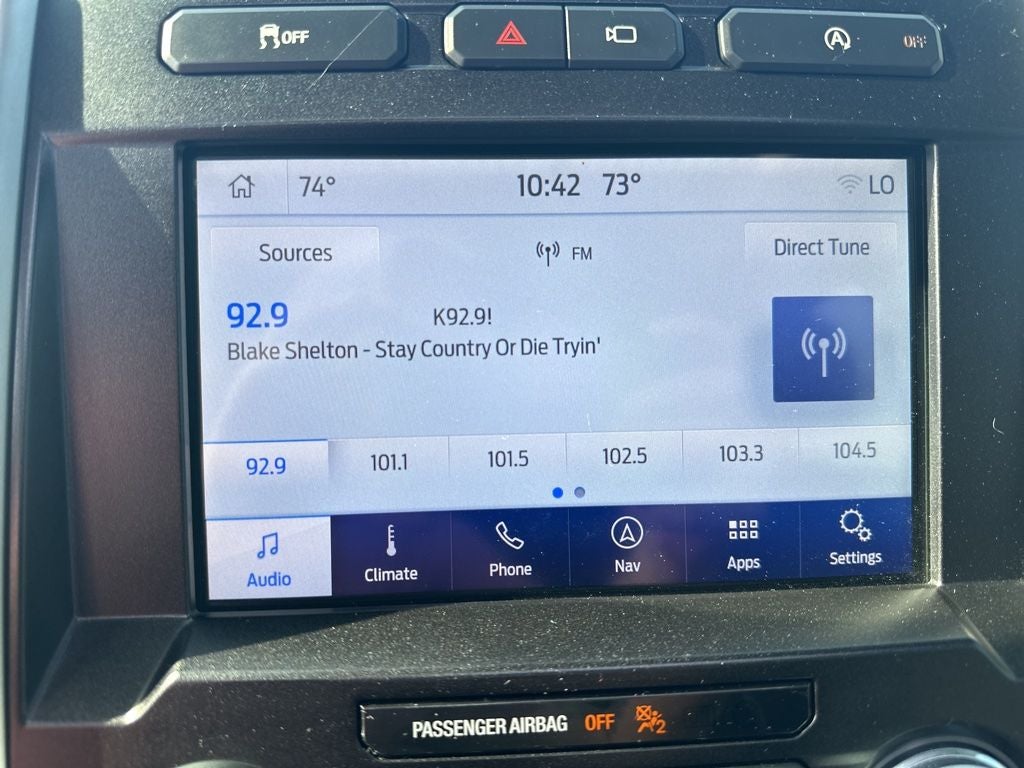 OFF
A OFF
74° 10:42 73° LO
Sources FM Direct Tune
92.9 K92.9!
Blake Shelton - Stay Country Or Die Tryin'
92.9 101.1 101.5 102.5 103.3 104.5
Audio Climate Phone Nav Apps Settings
PASSENGER AIRBAG OFF 2